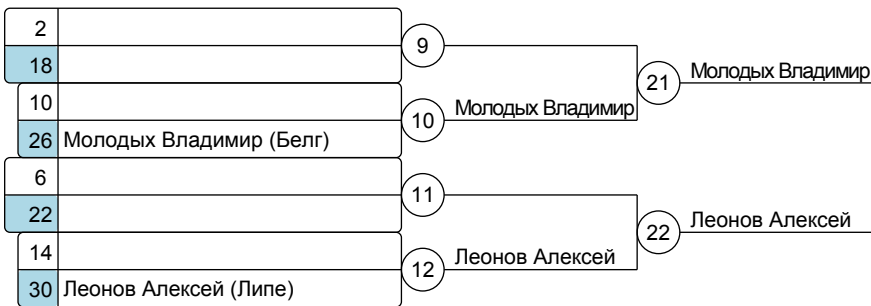 2
9
18
21 Молодых Владимир
10
10 Молодых Владимир
26 Молодых Владимир (Белг)
6
11
22
22 Леонов Алексей
14
12 Леонов Алексей
30 Леонов Алексей (Липе)